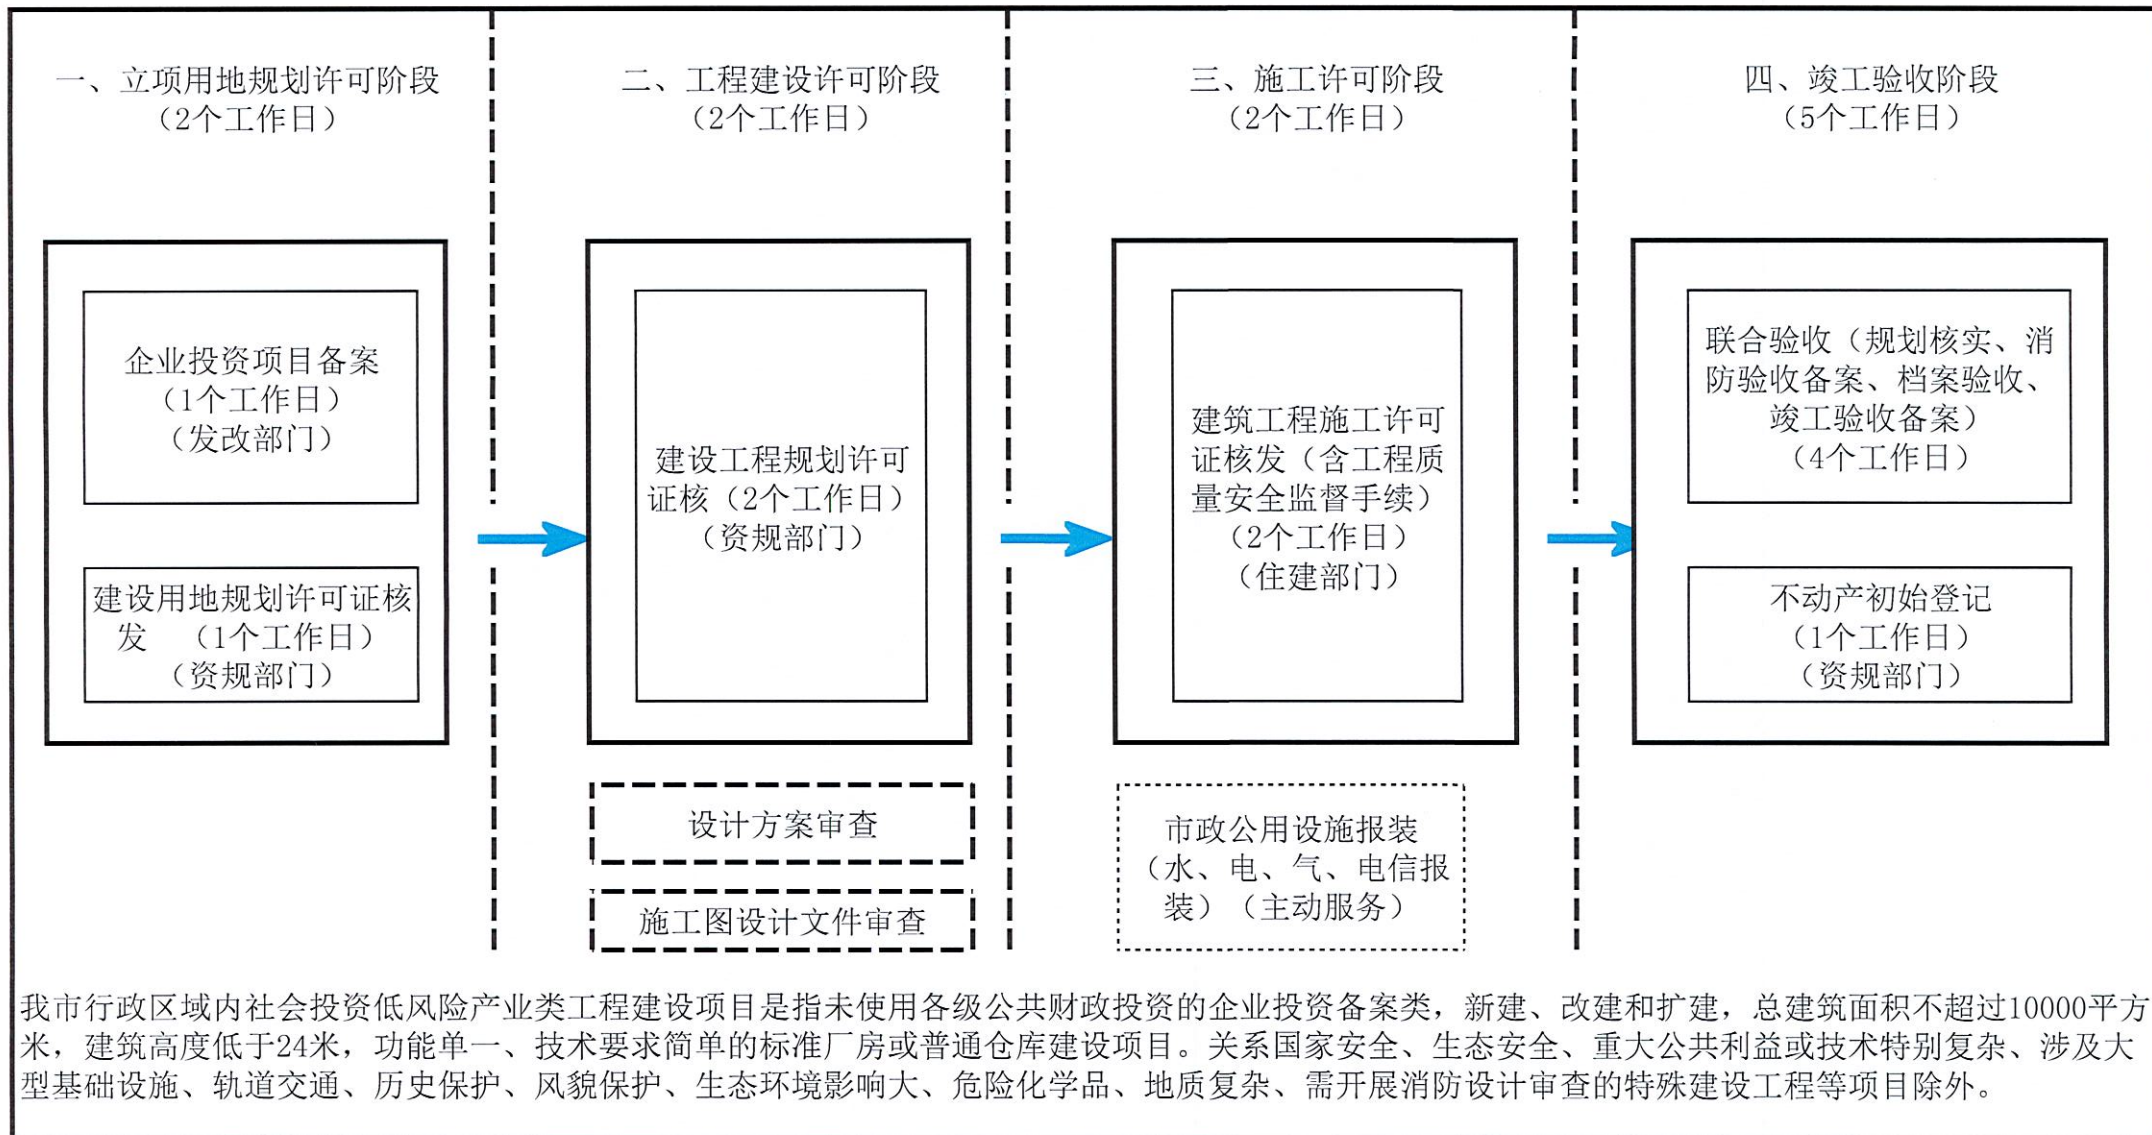 一、立项用地规划许可阶段
（2个工作日）
二、工程建设许可阶段
（2个工作日）
三、施工许可阶段
（2个工作日）
四、竣工验收阶段
（5个工作日）
企业投资项目备案
（1个工作日）
（发改部门）
建设用地规划许可证核
发 （1个工作日）
（资规部门）
建设工程规划许可
证核（2个工作日）
（资规部门）
设计方案审查
施工图设计文件审查
建筑工程施工许可
证核发（含工程质
量安全监督手续）
（2个工作日）
（住建部门）
市政公用设施报装
（水、电、气、电信报
装）（主动服务）
联合验收（规划核实、消
防验收备案、档案验收、
竣工验收备案）
（4个工作日）
不动产初始登记
（1个工作日）
（资规部门）
我市行政区域内社会投资低风险产业类工程建设项目是指未使用各级公共财政投资的企业投资备案类，新建、改建和扩建，总建筑面积不超过10000平方
米，建筑高度低于24米，功能单一、技术要求简单的标准厂房或普通仓库建设项目。关系国家安全、生态安全、重大公共利益或技术特别复杂、涉及大
型基础设施、轨道交通、历史保护、风貌保护、生态环境影响大、危险化学品、地质复杂、需开展消防设计审查的特殊建设工程等项目除外。